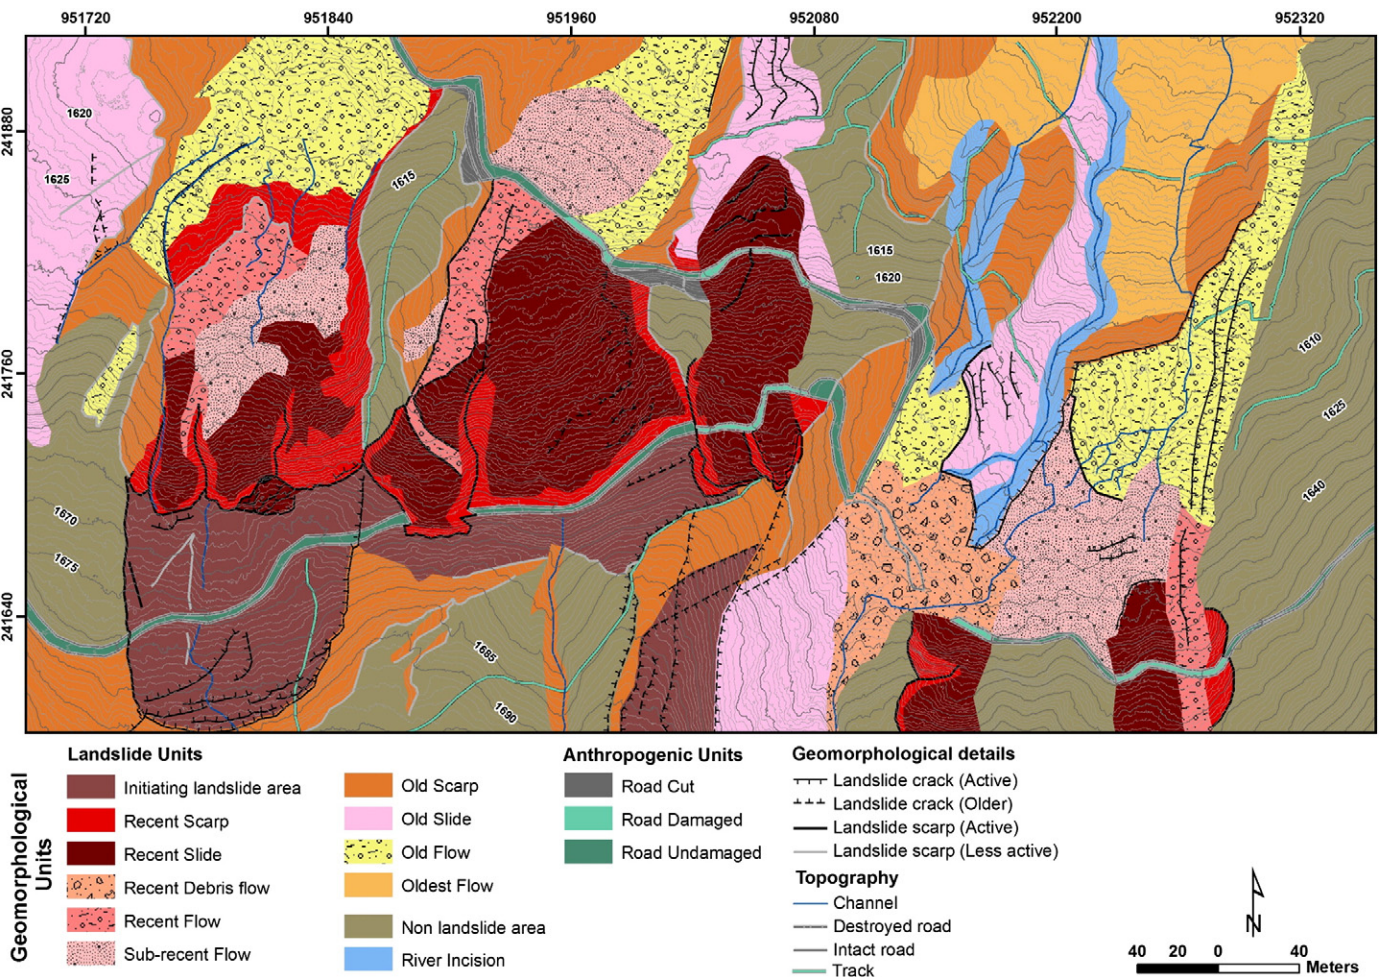 951720 951840 951960 952080 952200 952320
241880
241760
241640
1620
1625
1615
1615
1620
1610
1625
1640
1670
1675
1685
1690
Geomorphological Units
Landslide Units
Initiating landslide area
Recent Scarp
Recent Slide
Recent Debris flow
Recent Flow
Sub-recent Flow
Old Scarp
Old Slide
Old Flow
Oldest Flow
Non landslide area
River Incision
Anthropogenic Units
Road Cut
Road Damaged
Road Undamaged
Geomorphological details
Landslide crack (Active)
Landslide crack (Older)
Landslide scarp (Active)
Landslide scarp (Less active)
Topography
Channel
Destroyed road
Intact road
Track
N
40 20 0 40
Meters